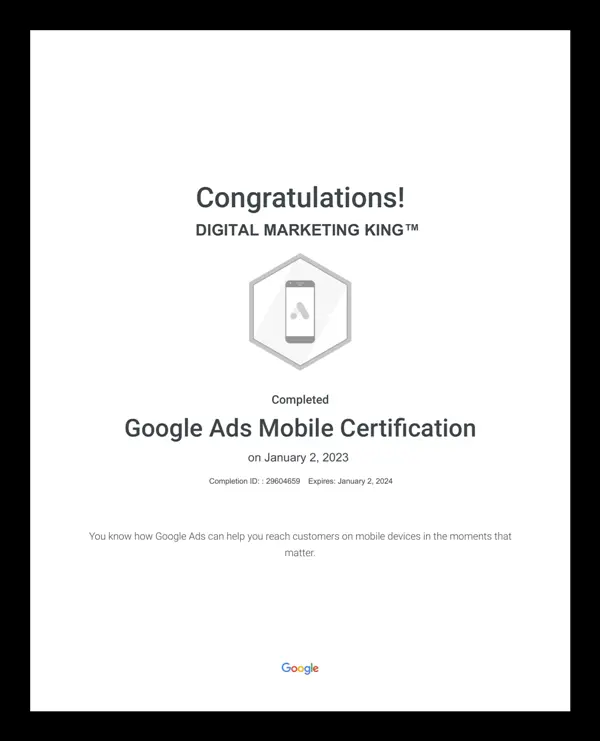 Congratulations!
DIGITAL MARKETING KING™
Completed
Google Ads Mobile Certification
on January 2, 2023
Completion ID: : 29604659 Expires: January 2, 2024
You know how Google Ads can help you reach customers on mobile devices in the moments that
matter.
Google